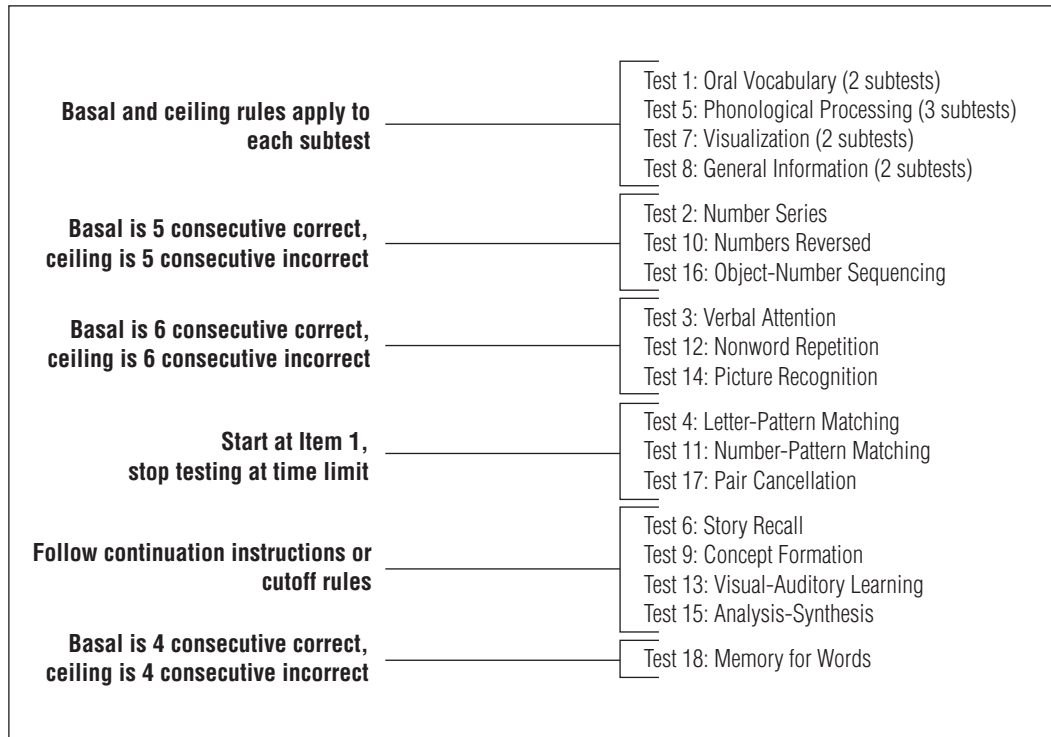 Basal and ceiling rules apply to
each subtest
Test 1: Oral Vocabulary (2 subtests)
Test 5: Phonological Processing (3 subtests)
Test 7: Visualization (2 subtests)
Test 8: General Information (2 subtests)
Basal is 5 consecutive correct,
ceiling is 5 consecutive incorrect
Test 2: Number Series
Test 10: Numbers Reversed
Test 16: Object-Number Sequencing
Basal is 6 consecutive correct,
ceiling is 6 consecutive incorrect
Test 3: Verbal Attention
Test 12: Nonword Repetition
Test 14: Picture Recognition
Start at Item 1,
stop testing at time limit
Test 4: Letter-Pattern Matching
Test 11: Number-Pattern Matching
Test 17: Pair Cancellation
Follow continuation instructions or
cutoff rules
Test 6: Story Recall
Test 9: Concept Formation
Test 13: Visual-Auditory Learning
Test 15: Analysis-Synthesis
Basal is 4 consecutive correct,
ceiling is 4 consecutive incorrect
Test 18: Memory for Words